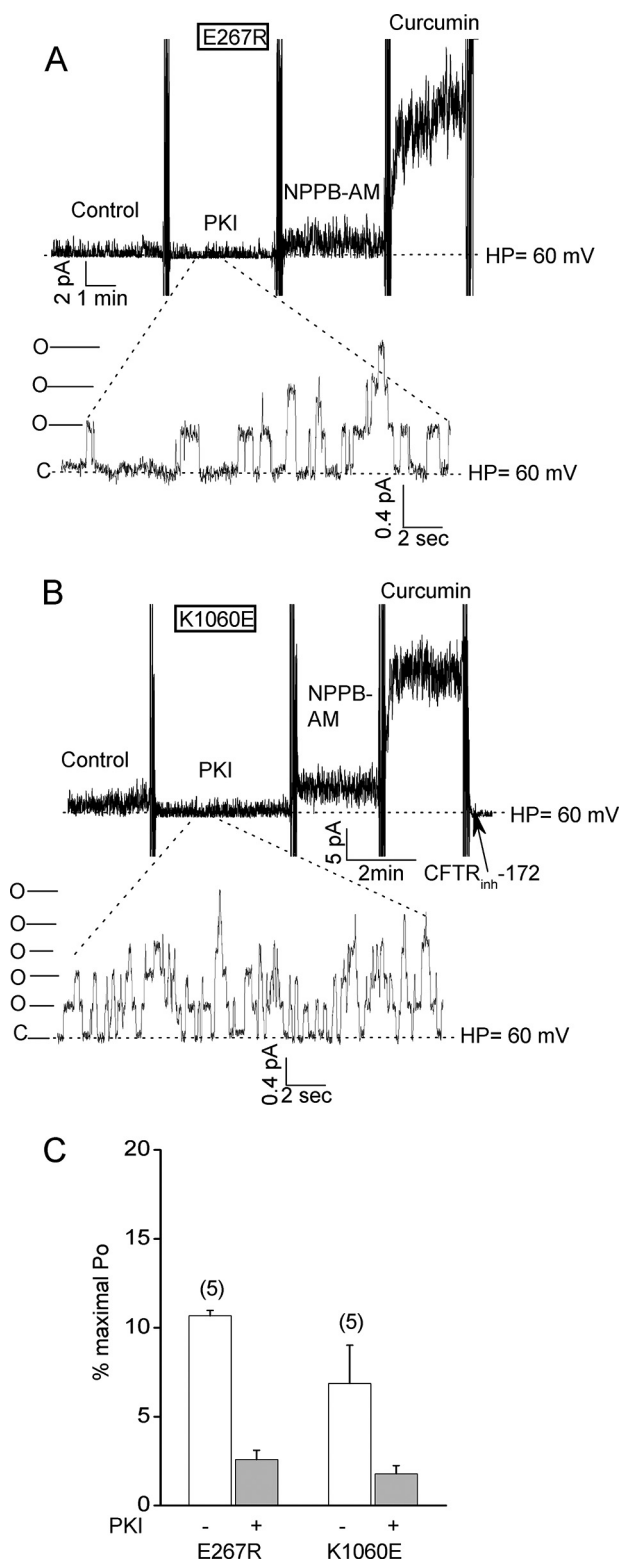 A
E267R
Curcumin
Control
PKI
NPPB-AM
HP= 60 mV
2 pA
1 min
O
O
O
C
HP= 60 mV
0.4 pA
2 sec
B
K1060E
Curcumin
Control
PKI
NPPB-
AM
HP= 60 mV
5 pA
2min
CFTRinh-172
O
O
O
O
O
C
HP= 60 mV
0.4 pA
2 sec
C
% maximal Po
20
15
10
5
0
(5)
(5)
PKI - + - +
E267R K1060E